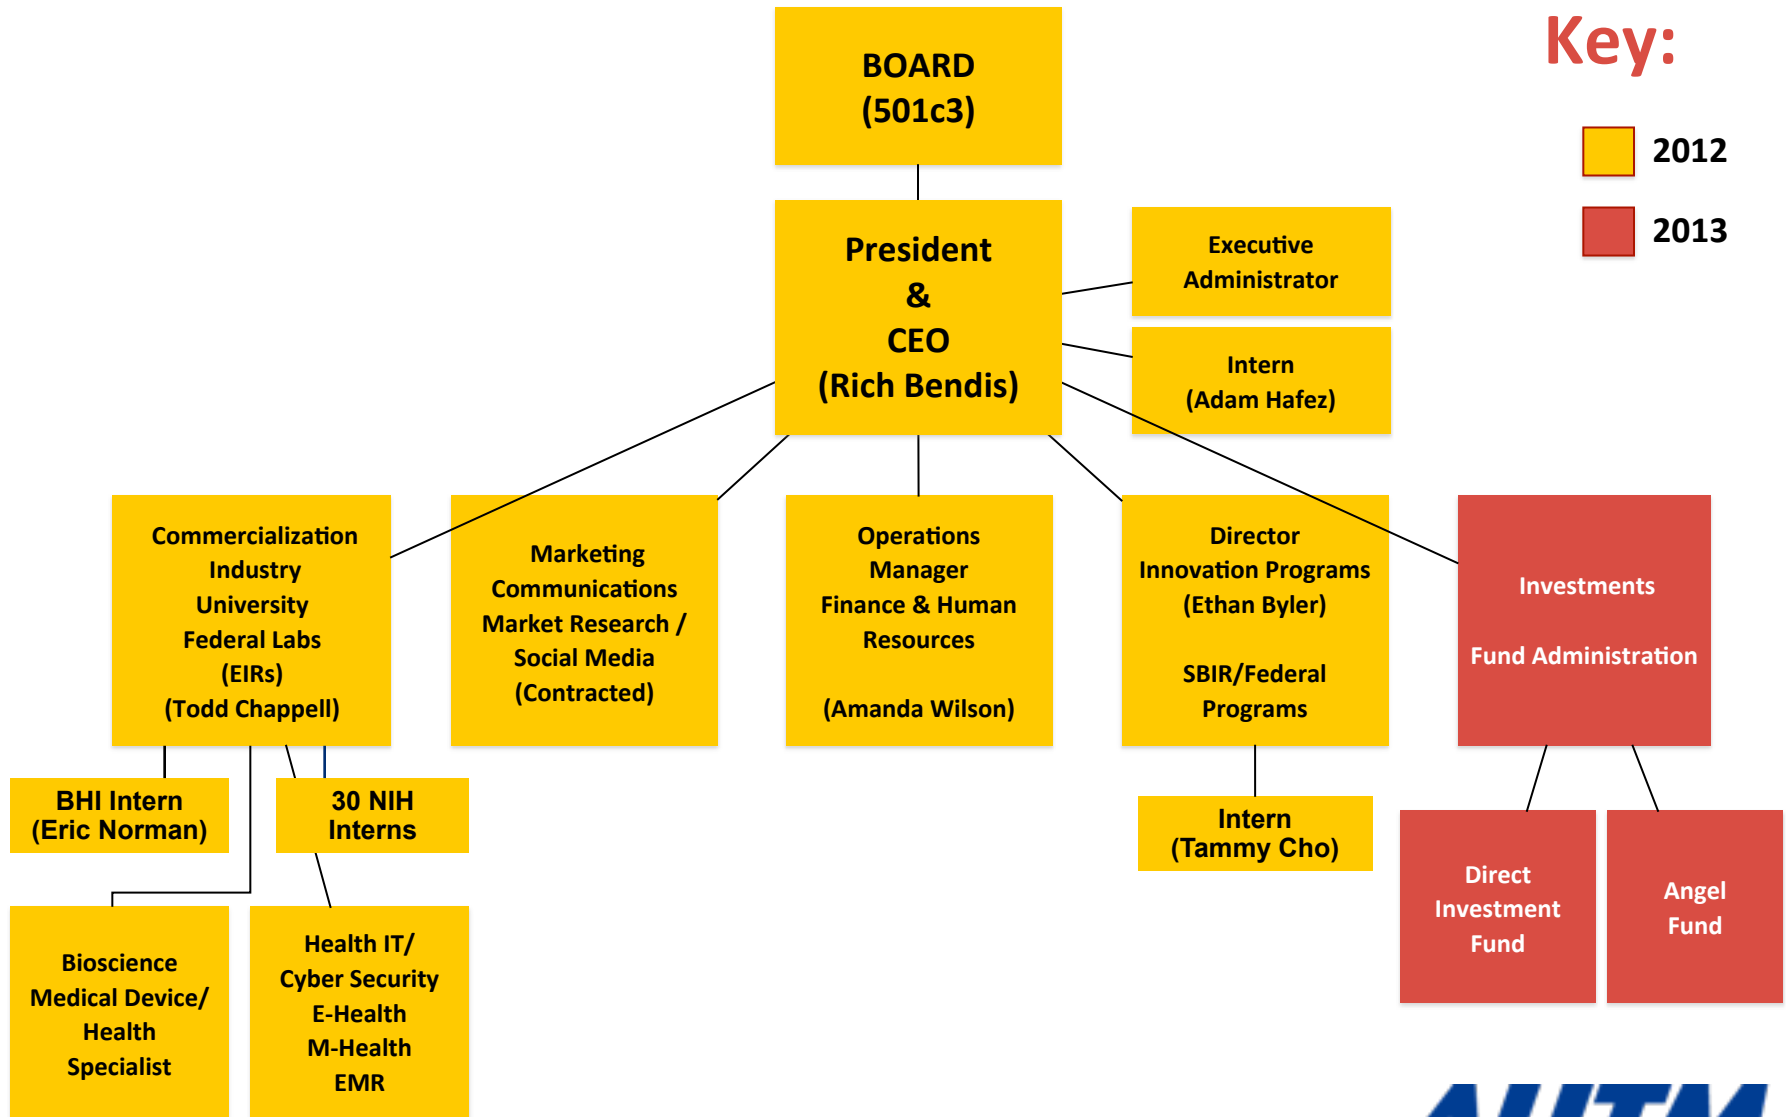 Key:
2012
2013
BOARD
(501c3)
President
&
CEO
(Rich Bendis)
Executive
Administrator
Intern
(Adam Hafez)
Commercialization
Industry
University
Federal Labs
(EIRs)
(Todd Chappell)
Marketing
Communications
Market Research /
Social Media
(Contracted)
Operations
Manager
Finance & Human
Resources
(Amanda Wilson)
Director
Innovation Programs
(Ethan Byler)
SBIR/Federal
Programs
Investments
Fund Administration
BHI Intern
(Eric Norman)
30 NIH
Interns
Intern
(Tammy Cho)
Bioscience
Medical Device/
Health
Specialist
Health IT/
Cyber Security
E-Health
M-Health
EMR
Direct
Investment
Fund
Angel
Fund
AUTM